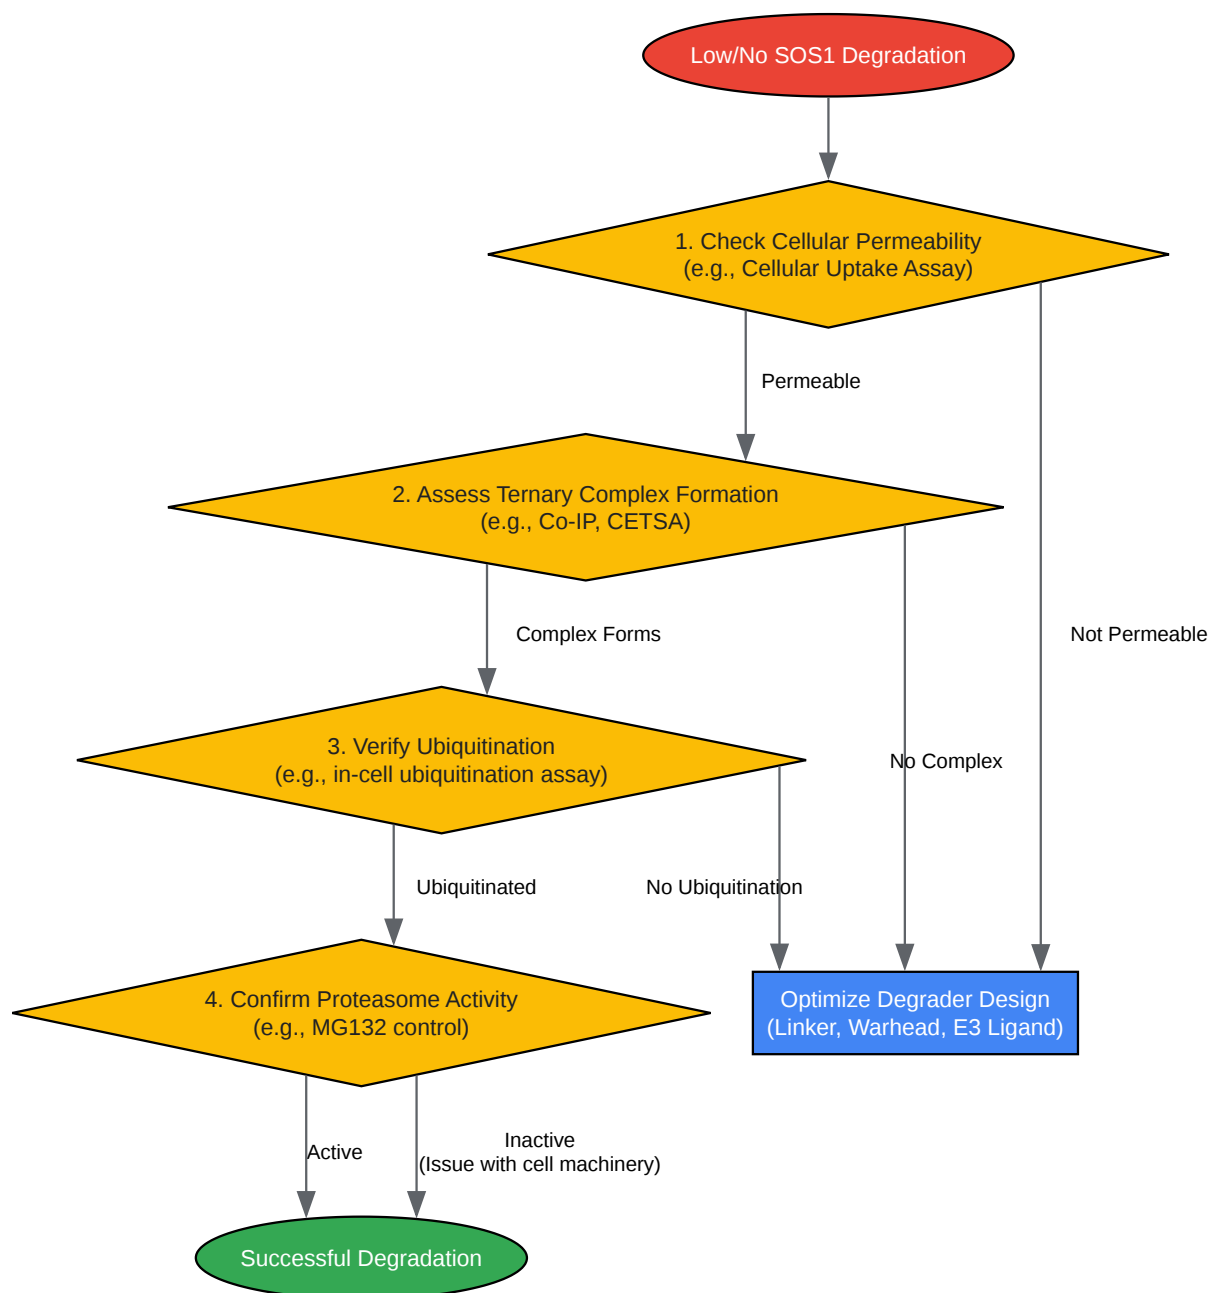 Low/No SOS1 Degradation
1. Check Cellular Permeability
(e.g., Cellular Uptake Assay)
Permeable
2. Assess Ternary Complex Formation
(e.g., Co-IP, CETSA)
Complex Forms
Not Permeable
3. Verify Ubiquitination
(e.g., in-cell ubiquitination assay)
No Complex
Ubiquitinated
No Ubiquitination
4. Confirm Proteasome Activity
(e.g., MG132 control)
Optimize Degrader Design
(Linker, Warhead, E3 Ligand)
Active
Inactive
(Issue with cell machinery)
Successful Degradation